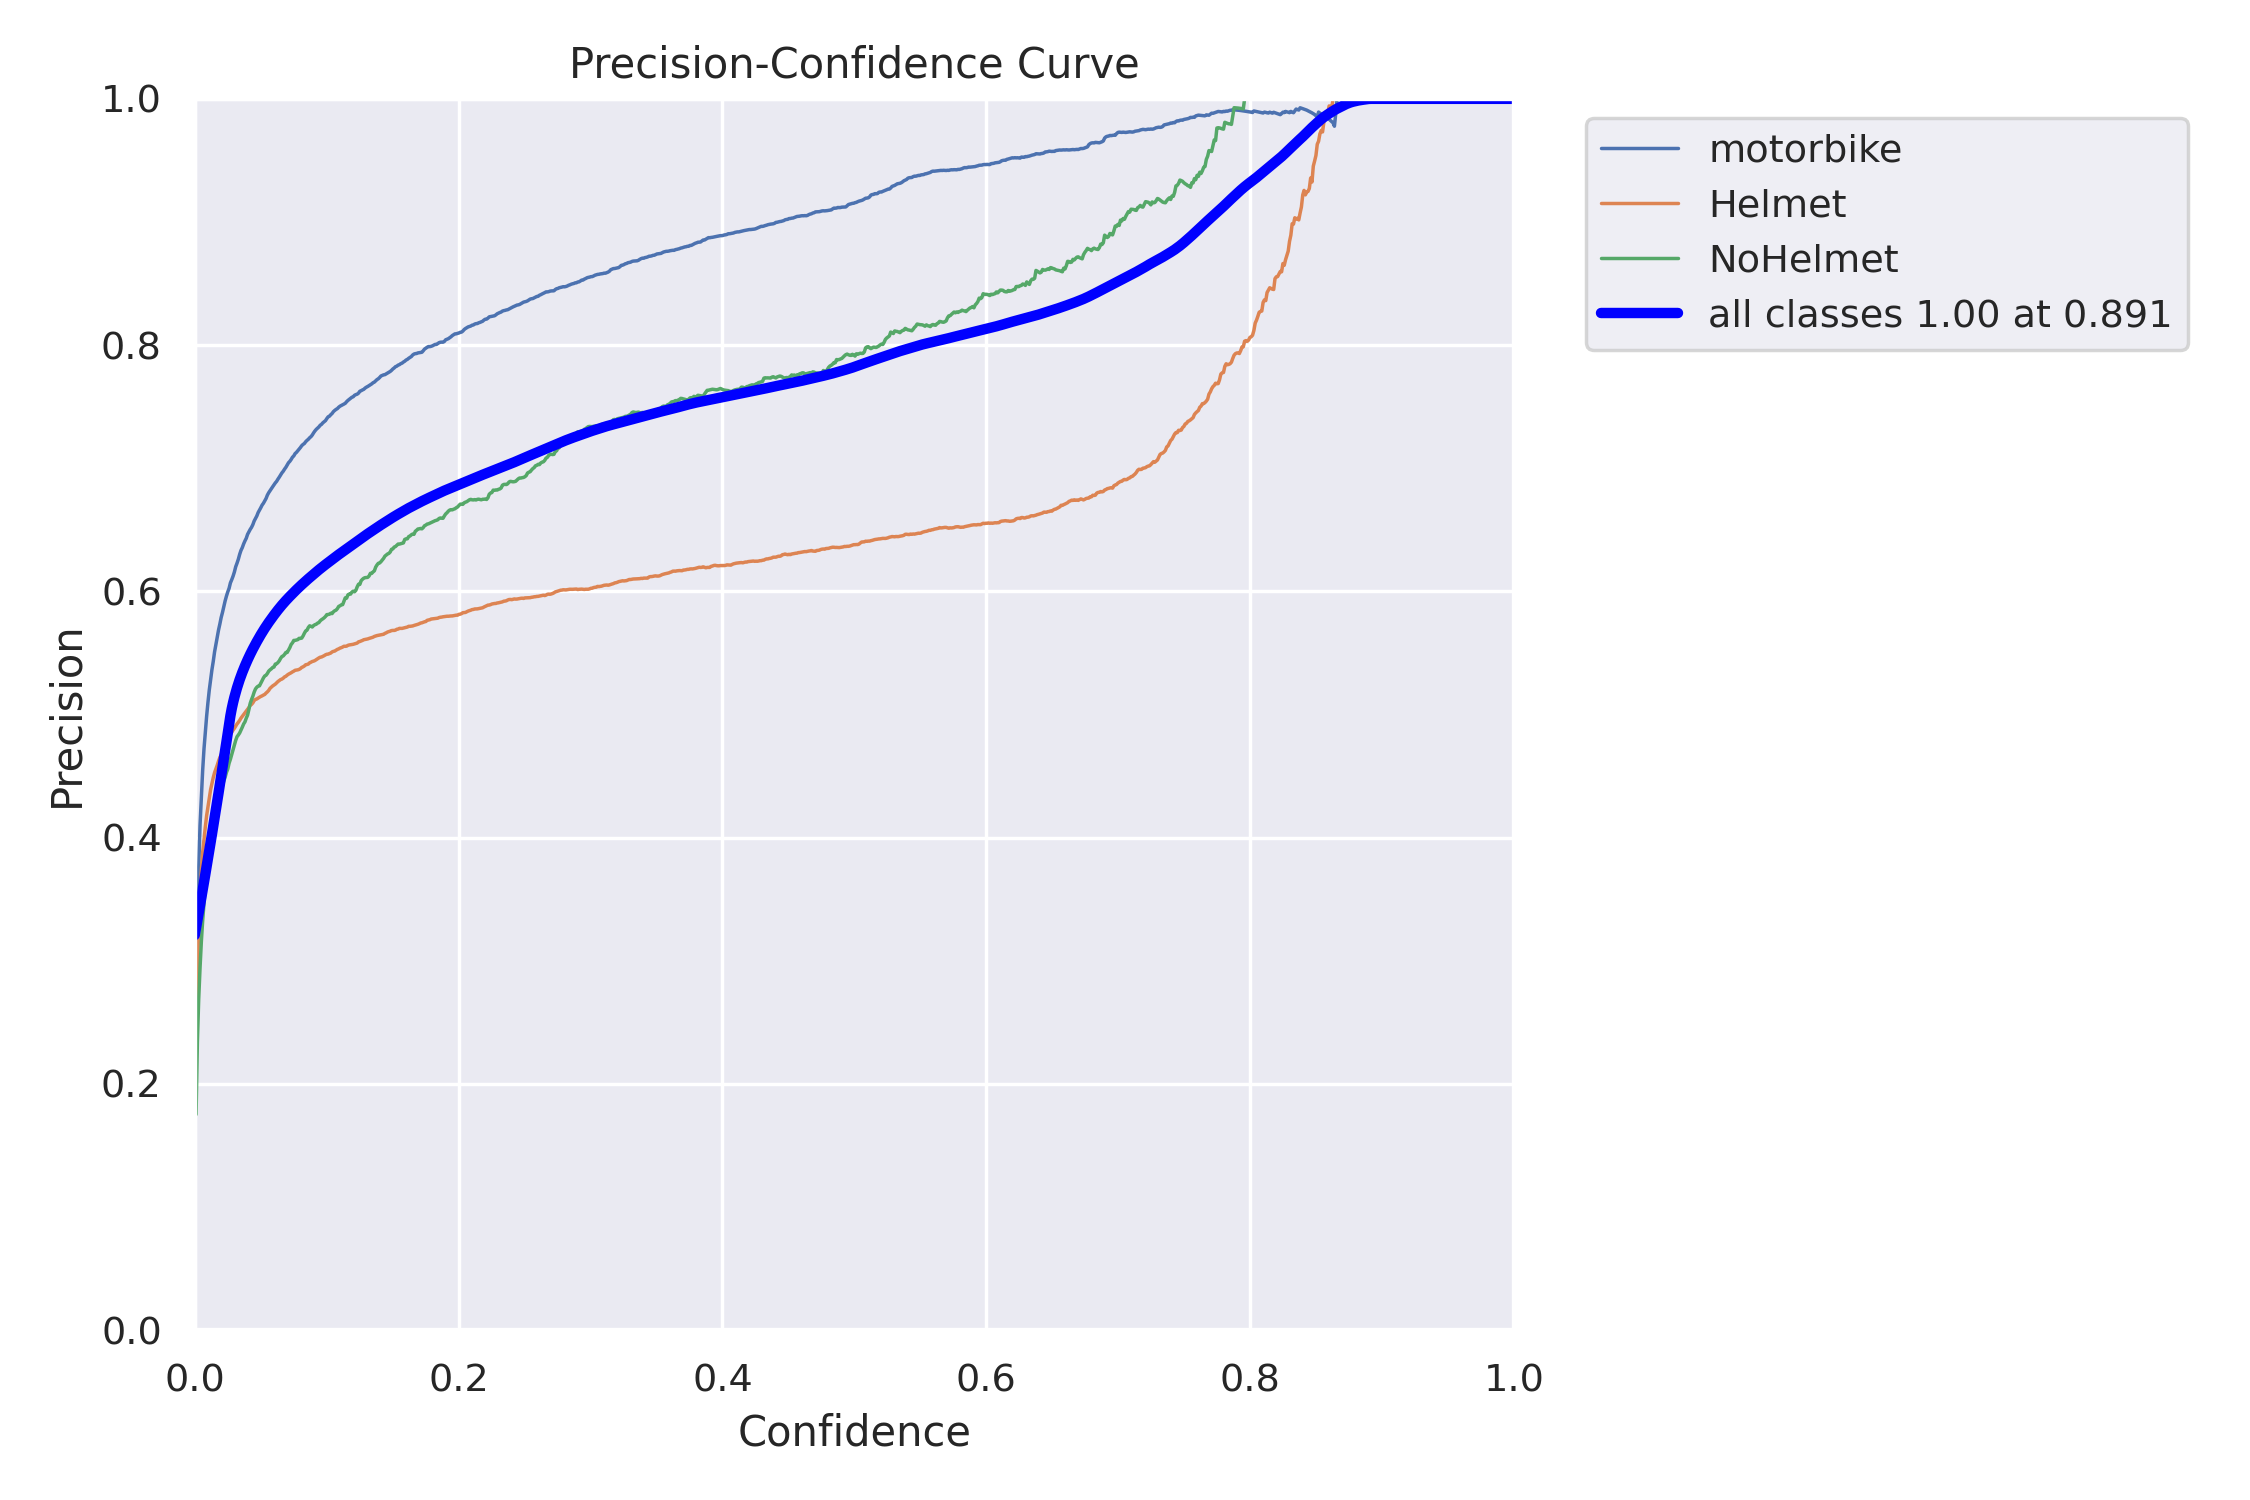 Precision-Confidence Curve
1.0
0.8
0.6
0.4
0.2
0.0
Precision
0.0 0.2 0.4 0.6 0.8 1.0
Confidence
motorbike
Helmet
NoHelmet
all classes 1.00 at 0.891